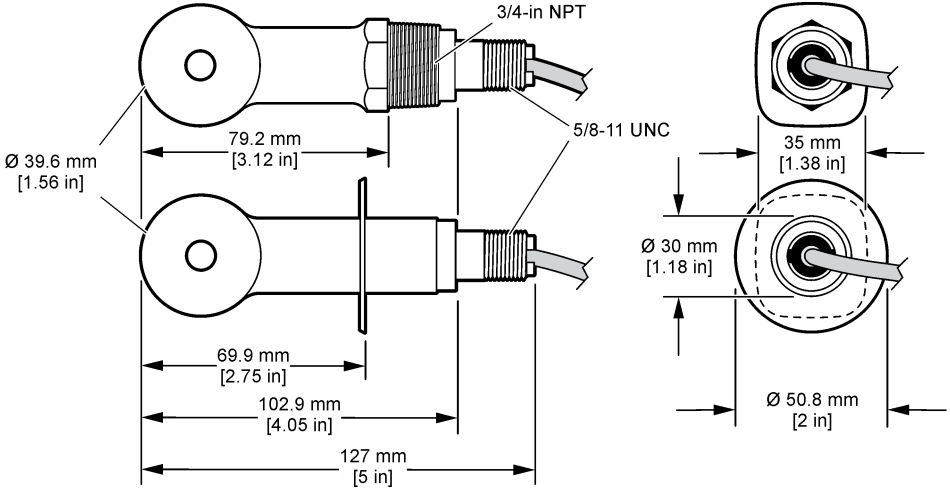 3/4-in NPT
5/8-11 UNC
79.2 mm
[3.12 in]
Ø 39.6 mm
[1.56 in]
35 mm
[1.38 in]
Ø 30 mm
[1.18 in]
69.9 mm
[2.75 in]
102.9 mm
[4.05 in]
Ø 50.8 mm
[2 in]
127 mm
[5 in]